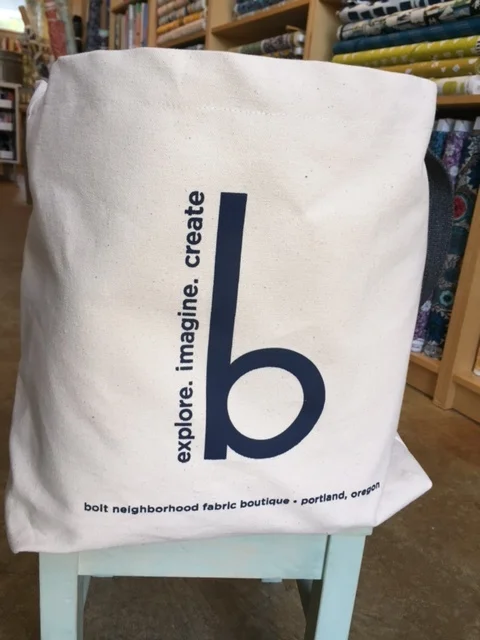 explore. imagine. create
b
bolt neighborhood fabric boutique • portland, oregon